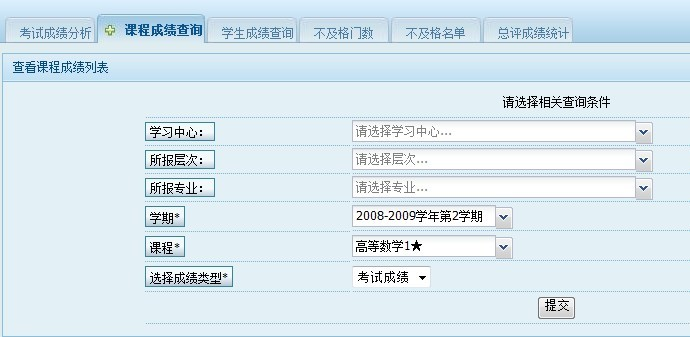 考试成绩分析 课程成绩查询 学生成绩查询 不及格门数 不及格名单 总评成绩统计
查看课程成绩列表
请选择相关查询条件
学习中心： 请选择学习中心...
所报层次： 请选择层次...
所报专业： 请选择专业...
学期* 2008-2009学年第2学期
课程* 高等数学1★
选择成绩类型* 考试成绩
提交